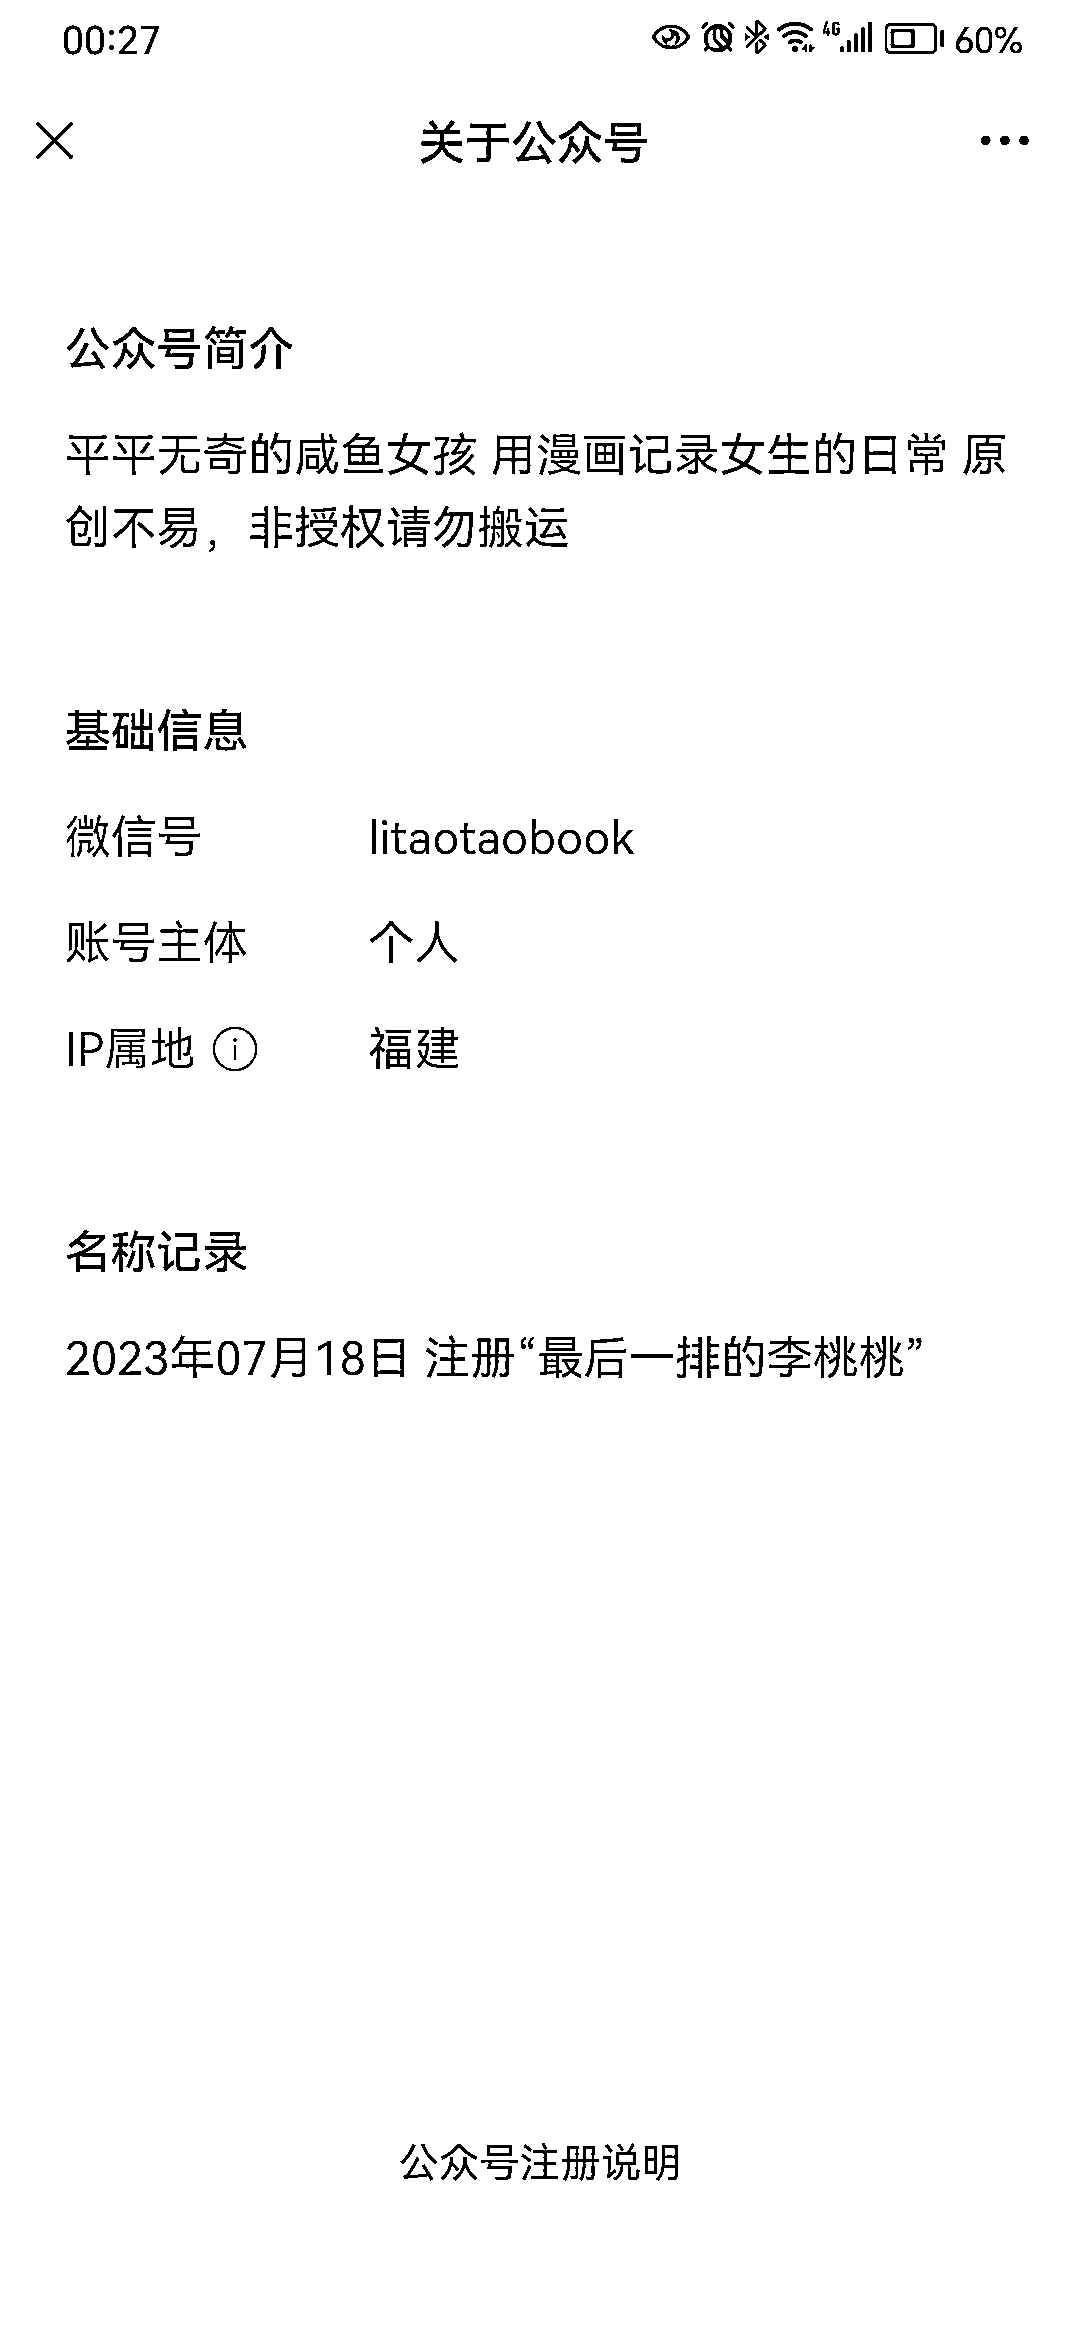 00:27
4G 60%
关于公众号
公众号简介
平平无奇的咸鱼女孩 用漫画记录女生的日常 原
创不易，非授权请勿搬运
基础信息
微信号 litaotaobook
账号主体 个人
IP属地 福建
名称记录
2023年07月18日 注册“最后一排的李桃桃”
公众号注册说明